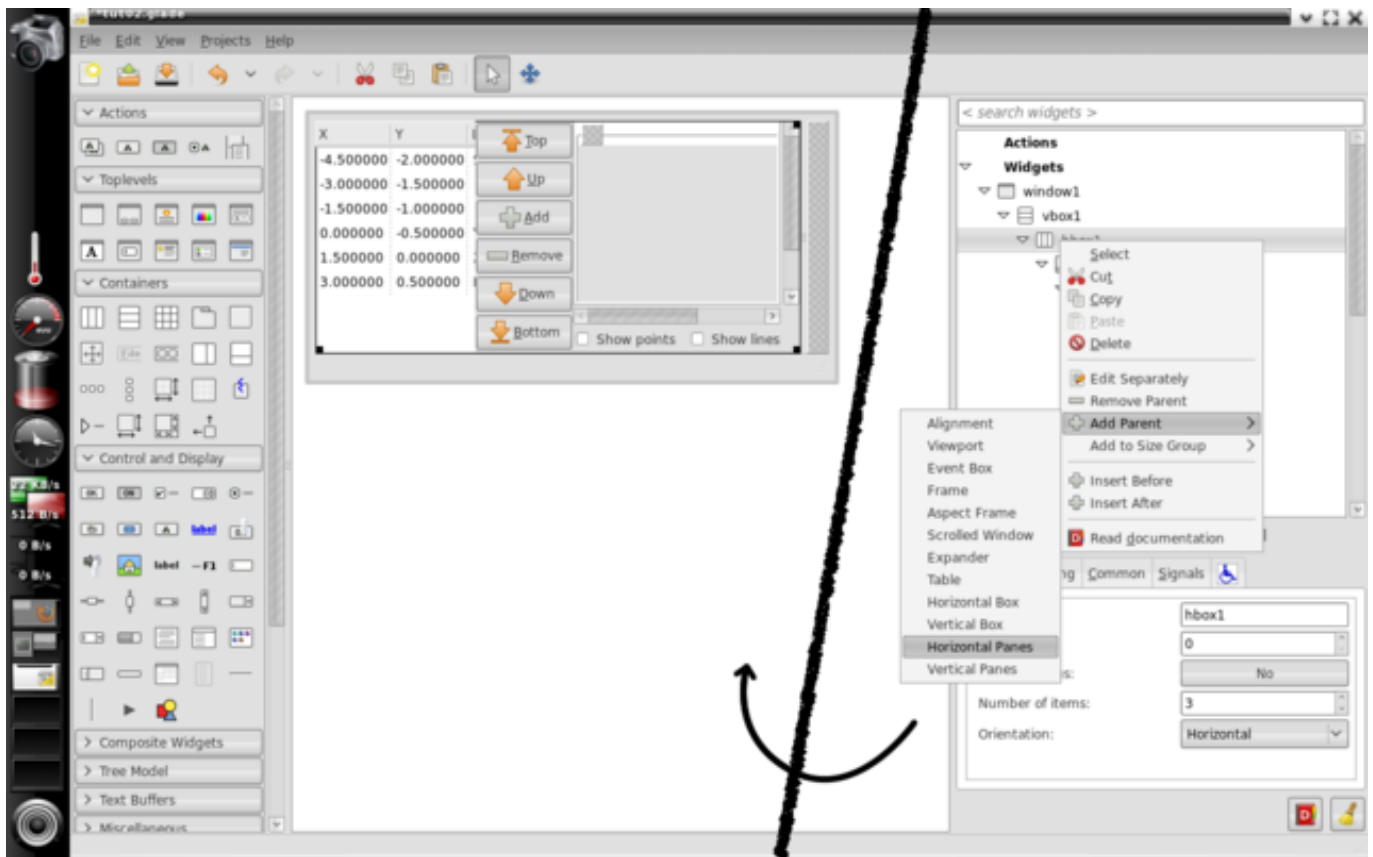 *tut02.glade
File Edit View Projects Help
Actions
Toplevels
Containers
Control and Display
label
label
Composite Widgets
Tree Model
Text Buffers
Miscellaneous
512 B/s
0 B/s
0 B/s
X Y
-4.500000 -2.000000
-3.000000 -1.500000
-1.500000 -1.000000
0.000000 -0.500000
1.500000 0.000000
3.000000 0.500000
Top
Up
Add
Remove
Down
Bottom
Show points Show lines
< search widgets >
Actions
Widgets
window1
vbox1
hbox1
Select
Cut
Copy
Paste
Delete
Edit Separately
Remove Parent
Add Parent
Add to Size Group
Insert Before
Insert After
Read documentation
Alignment
Viewport
Event Box
Frame
Aspect Frame
Scrolled Window
Expander
Table
Horizontal Box
Vertical Box
Horizontal Panes
Vertical Panes
Common Signals
hbox1
0
No
Number of items: 3
Orientation: Horizontal